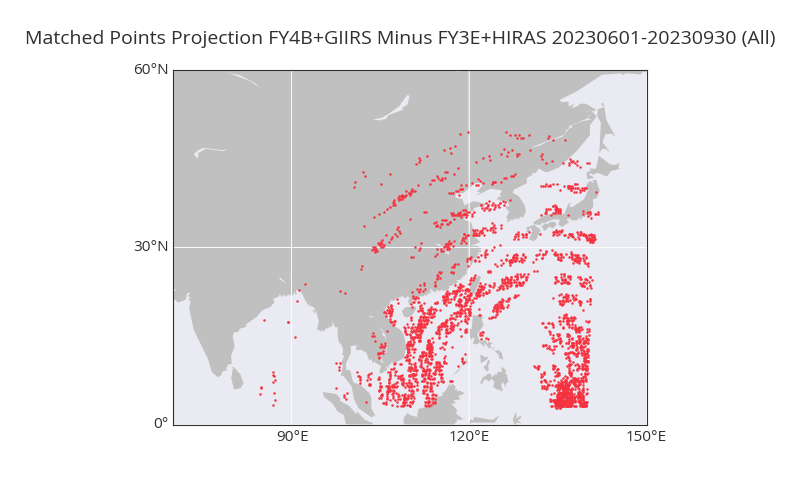 Matched Points Projection FY4B+GIIRS Minus FY3E+HIRAS 20230601-20230930 (All)
60°N
30°N
0°
90°E
120°E
150°E